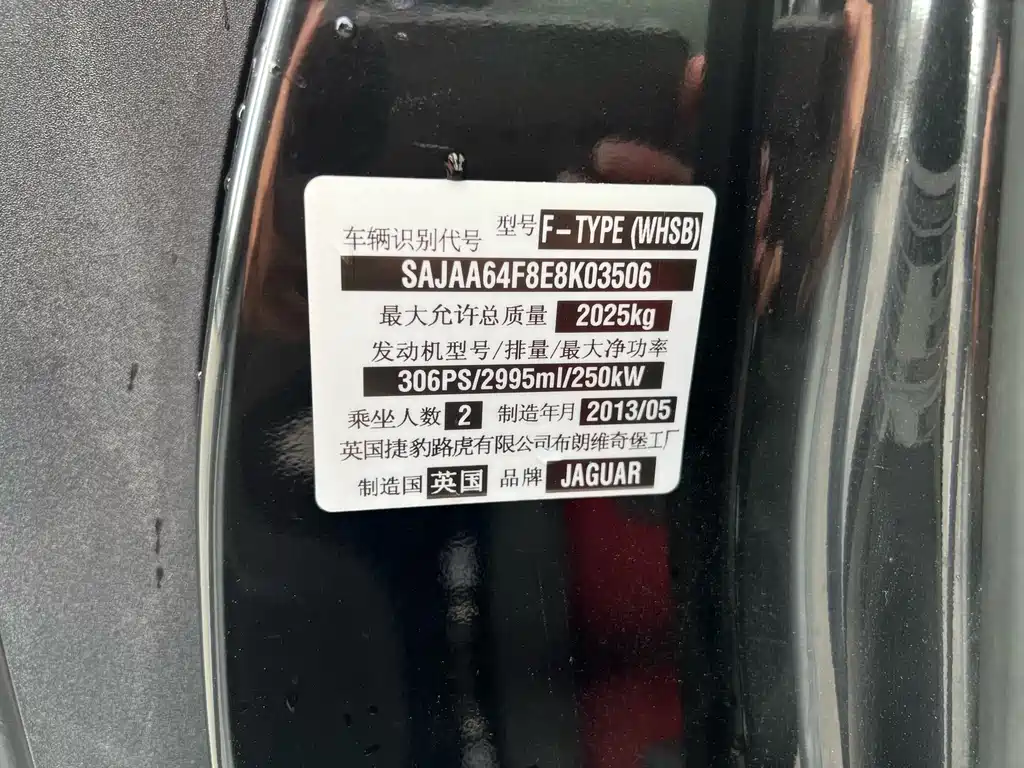 型号 F-TYPE (WHSB)
车辆识别代号
SAJAA64F8E8K03506
最大允许总质量 2025kg
发动机型号/排量/最大净功率
306PS/2995ml/250kW
乘坐人数 2 制造年月 2013/05
英国捷豹路虎有限公司布朗维奇堡工厂
制造国 英国 品牌 JAGUAR